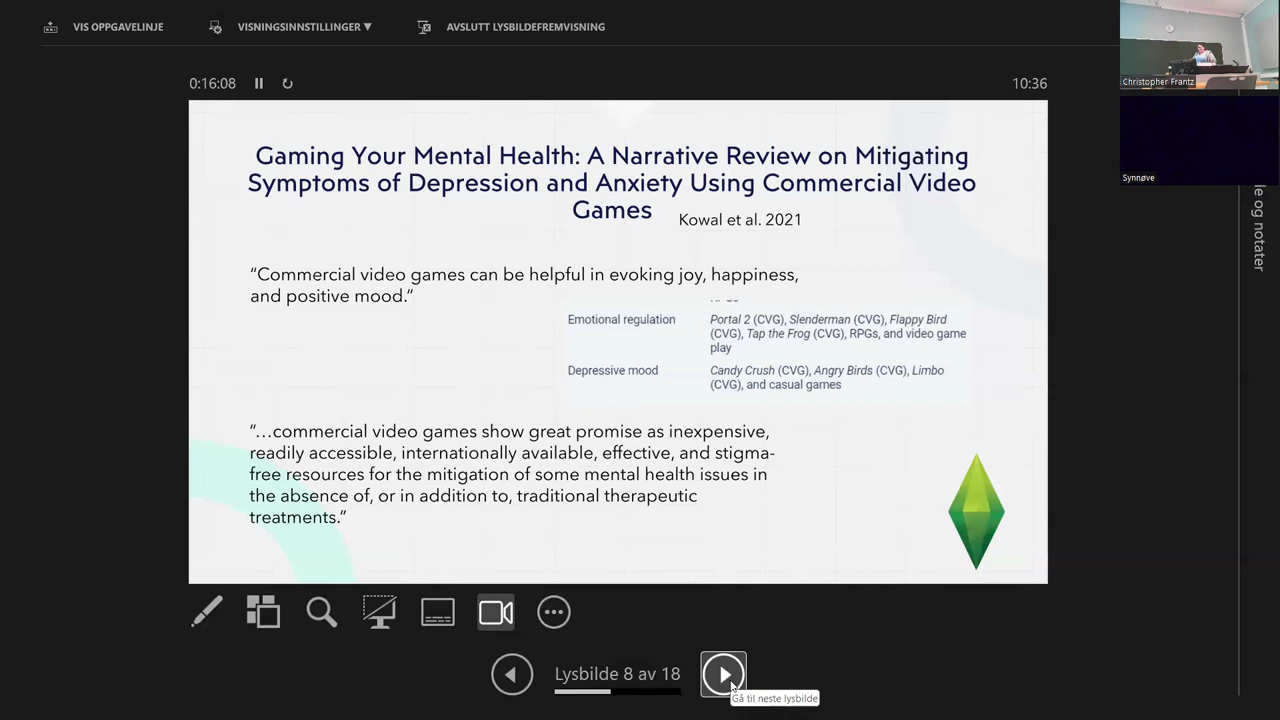 VIS OPPGAVELINJE
VISNINGSINNSTILLINGER ▼
AVSLUTT LYSBILDEFREMVISNING
Christopher Frantz
Synnøve
0:16:08
10:36
Gaming Your Mental Health: A Narrative Review on Mitigating
Symptoms of Depression and Anxiety Using Commercial Video
Games
Kowal et al. 2021
“Commercial video games can be helpful in evoking joy, happiness,
and positive mood.“
Emotional regulation
Portal 2 (CVG), Slenderman (CVG), Flappy Bird
(CVG), Tap the Frog (CVG), RPGs, and video game
play
Depressive mood
Candy Crush (CVG), Angry Birds (CVG), Limbo
(CVG), and casual games
“…commercial video games show great promise as inexpensive,
readily accessible, internationally available, effective, and stigma-
free resources for the mitigation of some mental health issues in
the absence of, or in addition to, traditional therapeutic
treatments.”
le og notater
Lysbilde 8 av 18
Gå til neste lysbilde